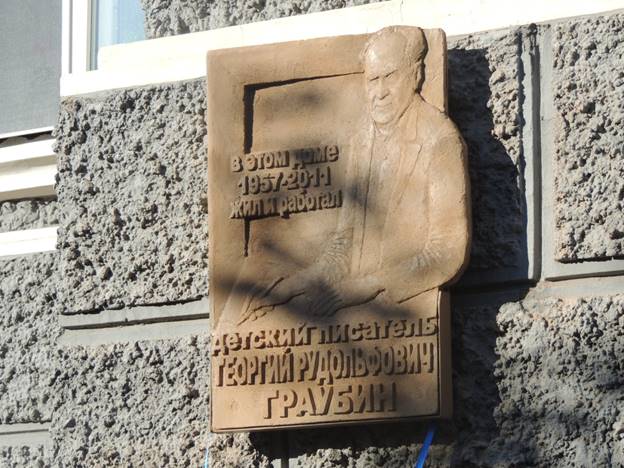 в этом доме
1957-2011
жил и работал
детский писатель
ГЕОРГИЙ РУДОЛЬФОВИЧ
ГРАУБИН